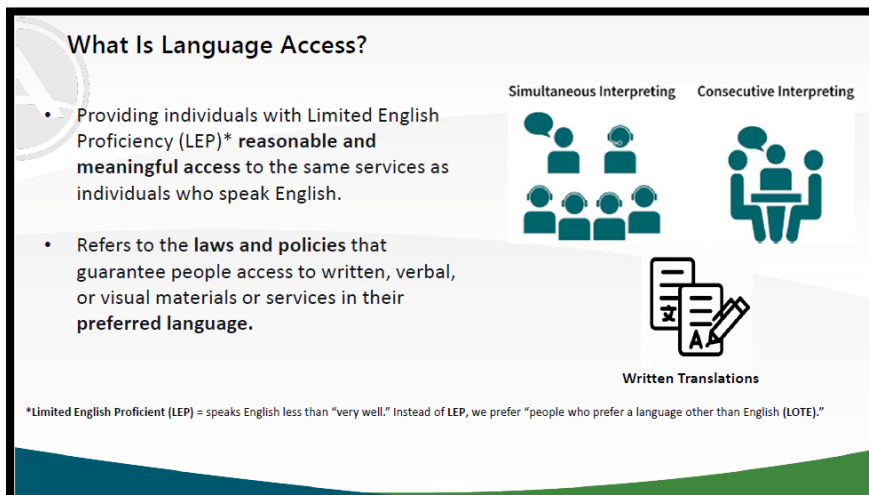 What Is Language Access?
• Providing individuals with Limited English
Proficiency (LEP)* reasonable and
meaningful access to the same services as
individuals who speak English.
• Refers to the laws and policies that
guarantee people access to written, verbal,
or visual materials or services in their
preferred language.
Simultaneous Interpreting
Consecutive Interpreting
文
A
Written Translations
*Limited English Proficient (LEP) = speaks English less than “very well.” Instead of LEP, we prefer “people who prefer a language other than English (LOTE).”